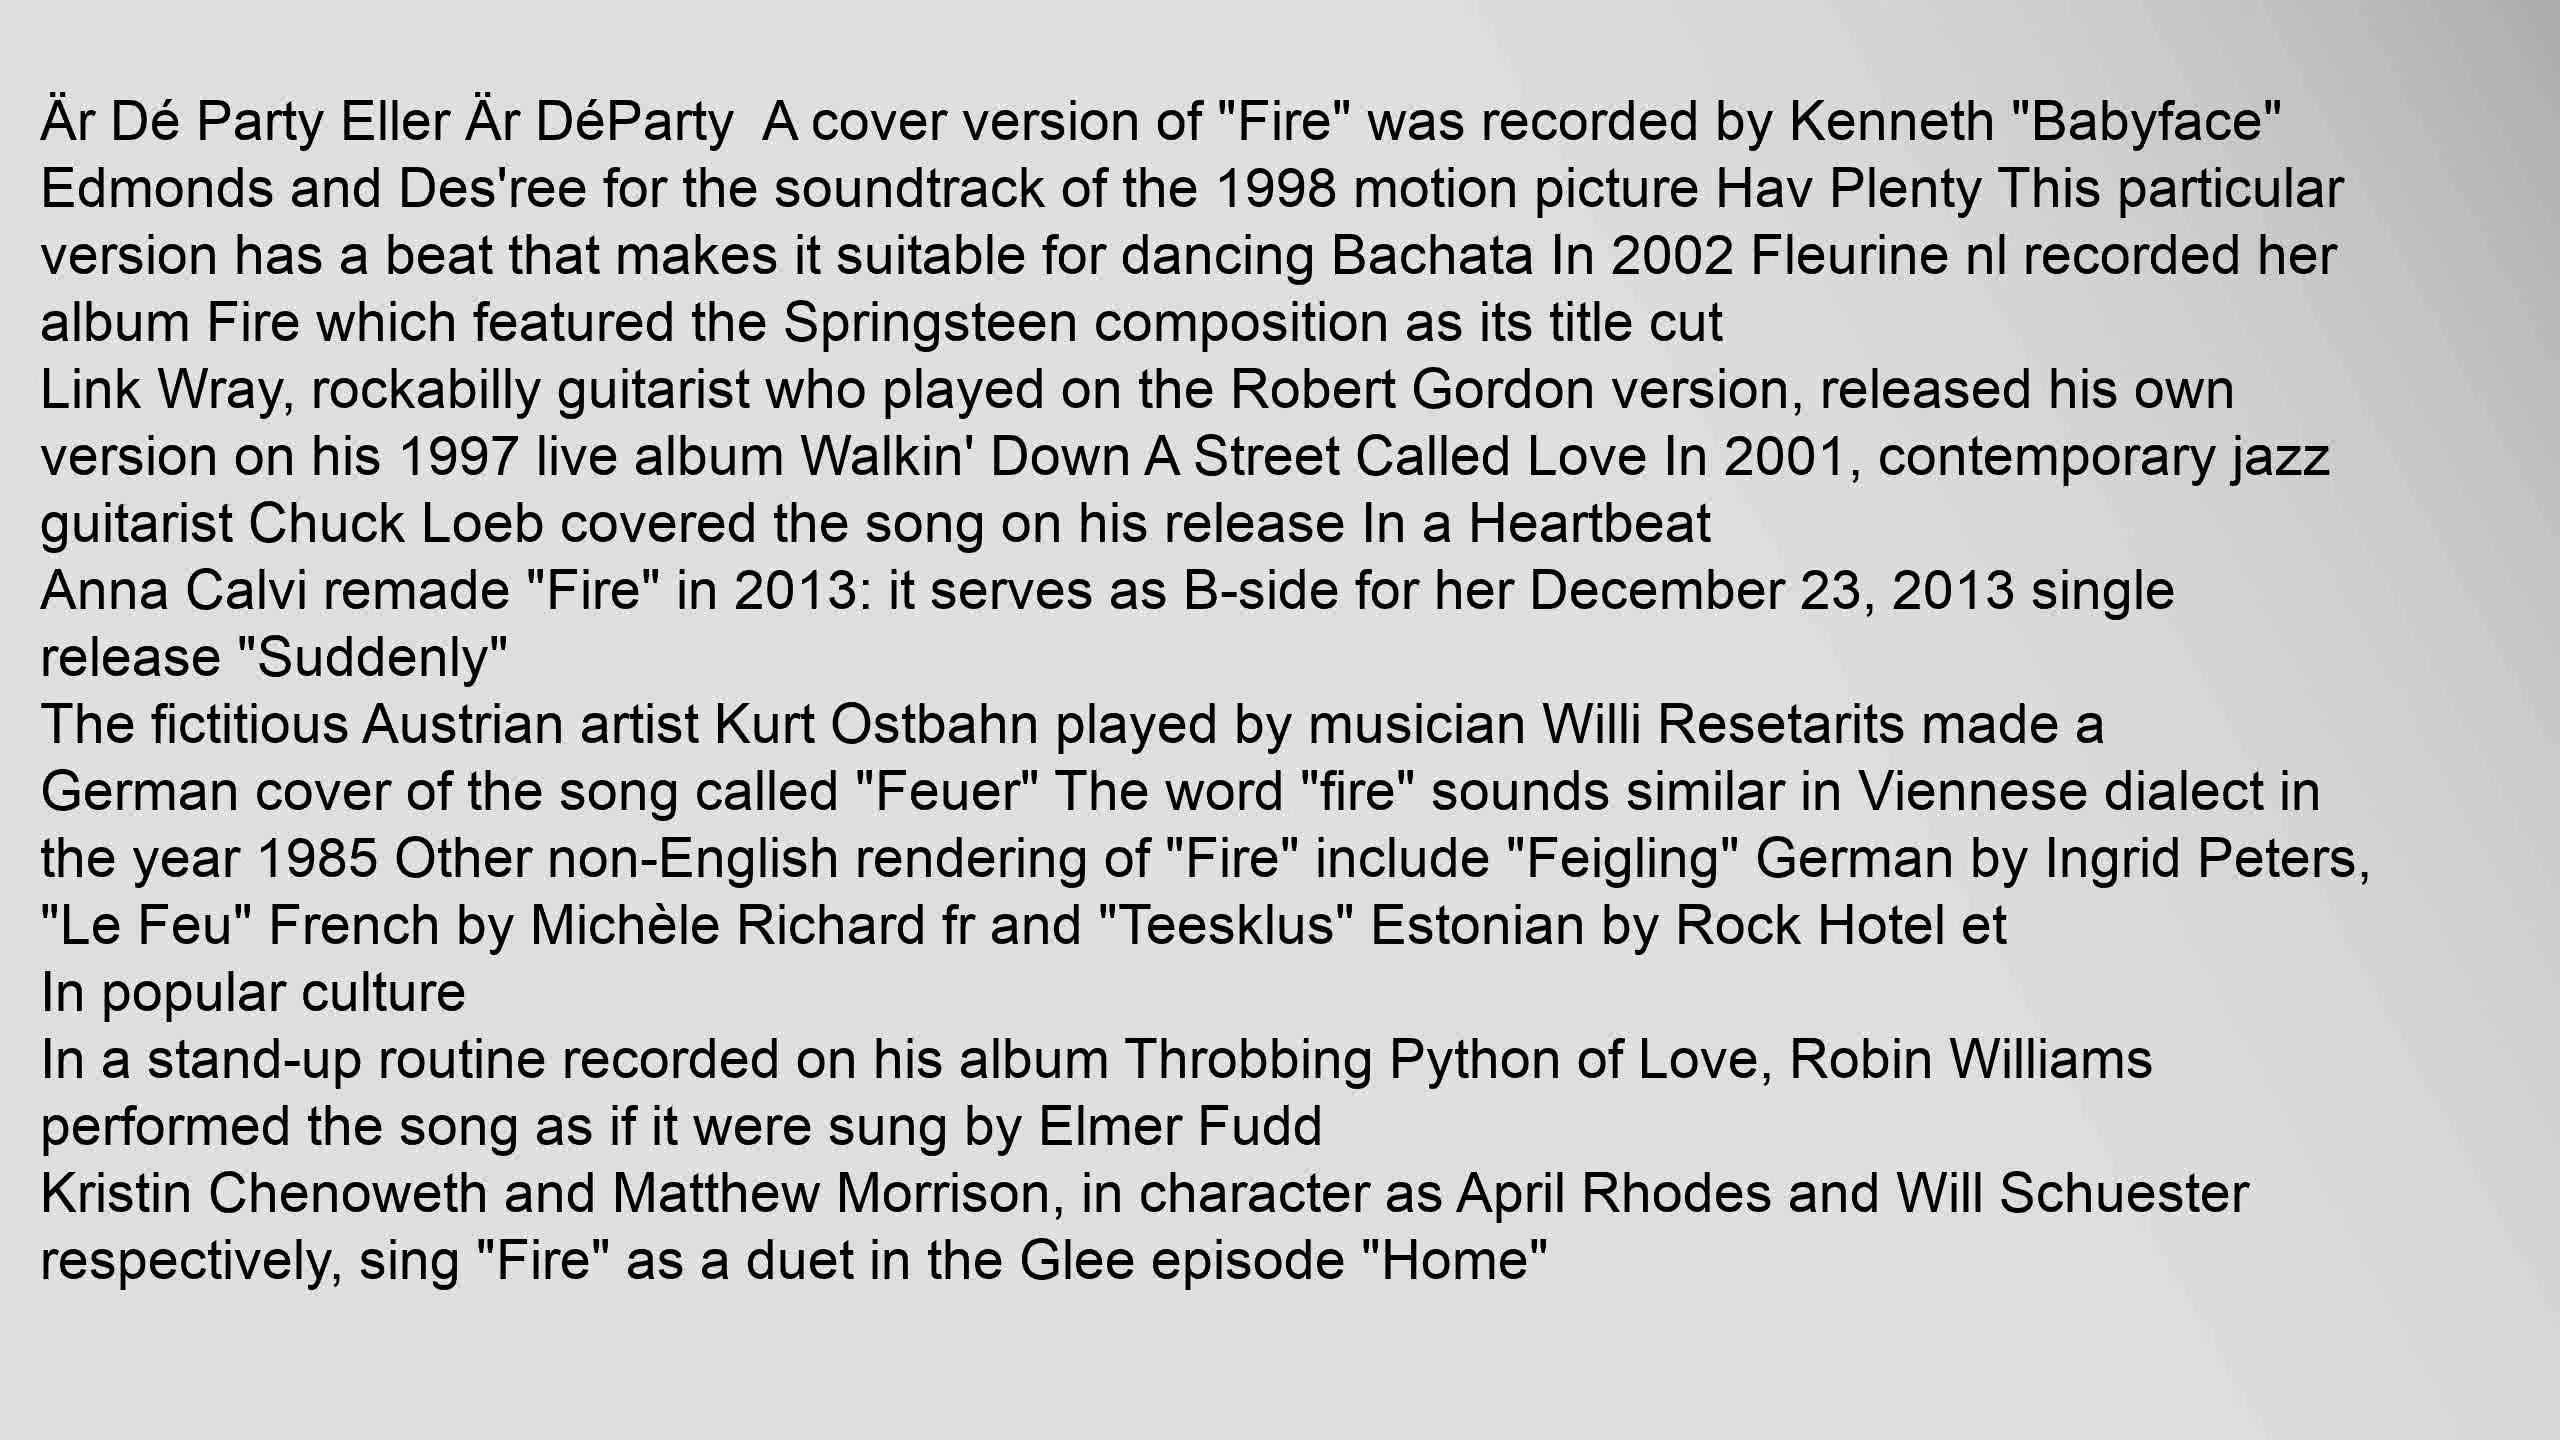 Är Dé Party Eller Är DéParty  A cover version of "Fire" was recorded by Kenneth "Babyface"
Edmonds and Des'ree for the soundtrack of the 1998 motion picture Hav Plenty This particular
version has a beat that makes it suitable for dancing Bachata In 2002 Fleurine nl recorded her
album Fire which featured the Springsteen composition as its title cut
Link Wray, rockabilly guitarist who played on the Robert Gordon version, released his own
version on his 1997 live album Walkin' Down A Street Called Love In 2001, contemporary jazz
guitarist Chuck Loeb covered the song on his release In a Heartbeat
Anna Calvi remade "Fire" in 2013: it serves as B-side for her December 23, 2013 single
release "Suddenly"
The fictitious Austrian artist Kurt Ostbahn played by musician Willi Resetarits made a
German cover of the song called "Feuer" The word "fire" sounds similar in Viennese dialect in
the year 1985 Other non-English rendering of "Fire" include "Feigling" German by Ingrid Peters,
"Le Feu" French by Michèle Richard fr and "Teesklus" Estonian by Rock Hotel et
In popular culture
In a stand-up routine recorded on his album Throbbing Python of Love, Robin Williams
performed the song as if it were sung by Elmer Fudd
Kristin Chenoweth and Matthew Morrison, in character as April Rhodes and Will Schuester
respectively, sing "Fire" as a duet in the Glee episode "Home"